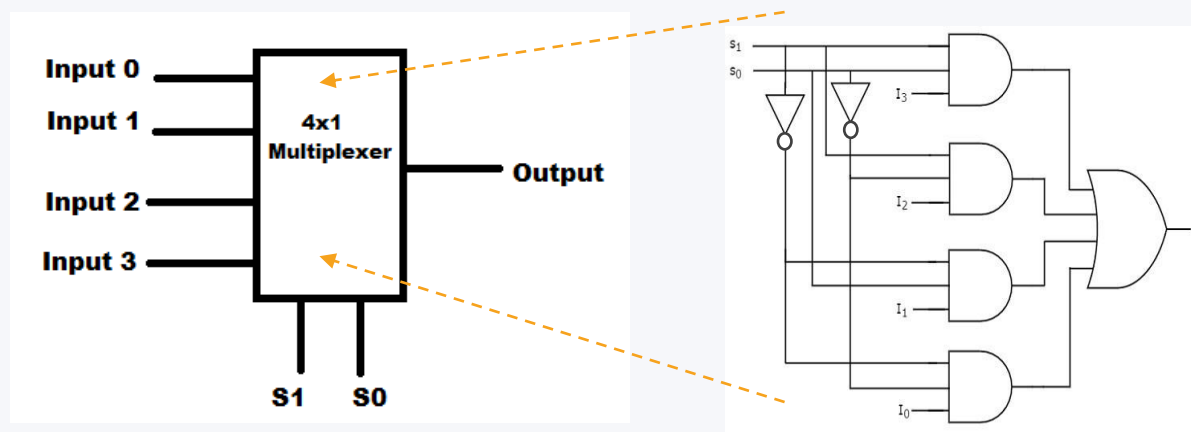 Input 0
Input 1
Input 2
Input 3
4x1
Multiplexer
Output
S1 S0
s₁
s₀
I₃
I₂
I₁
I₀